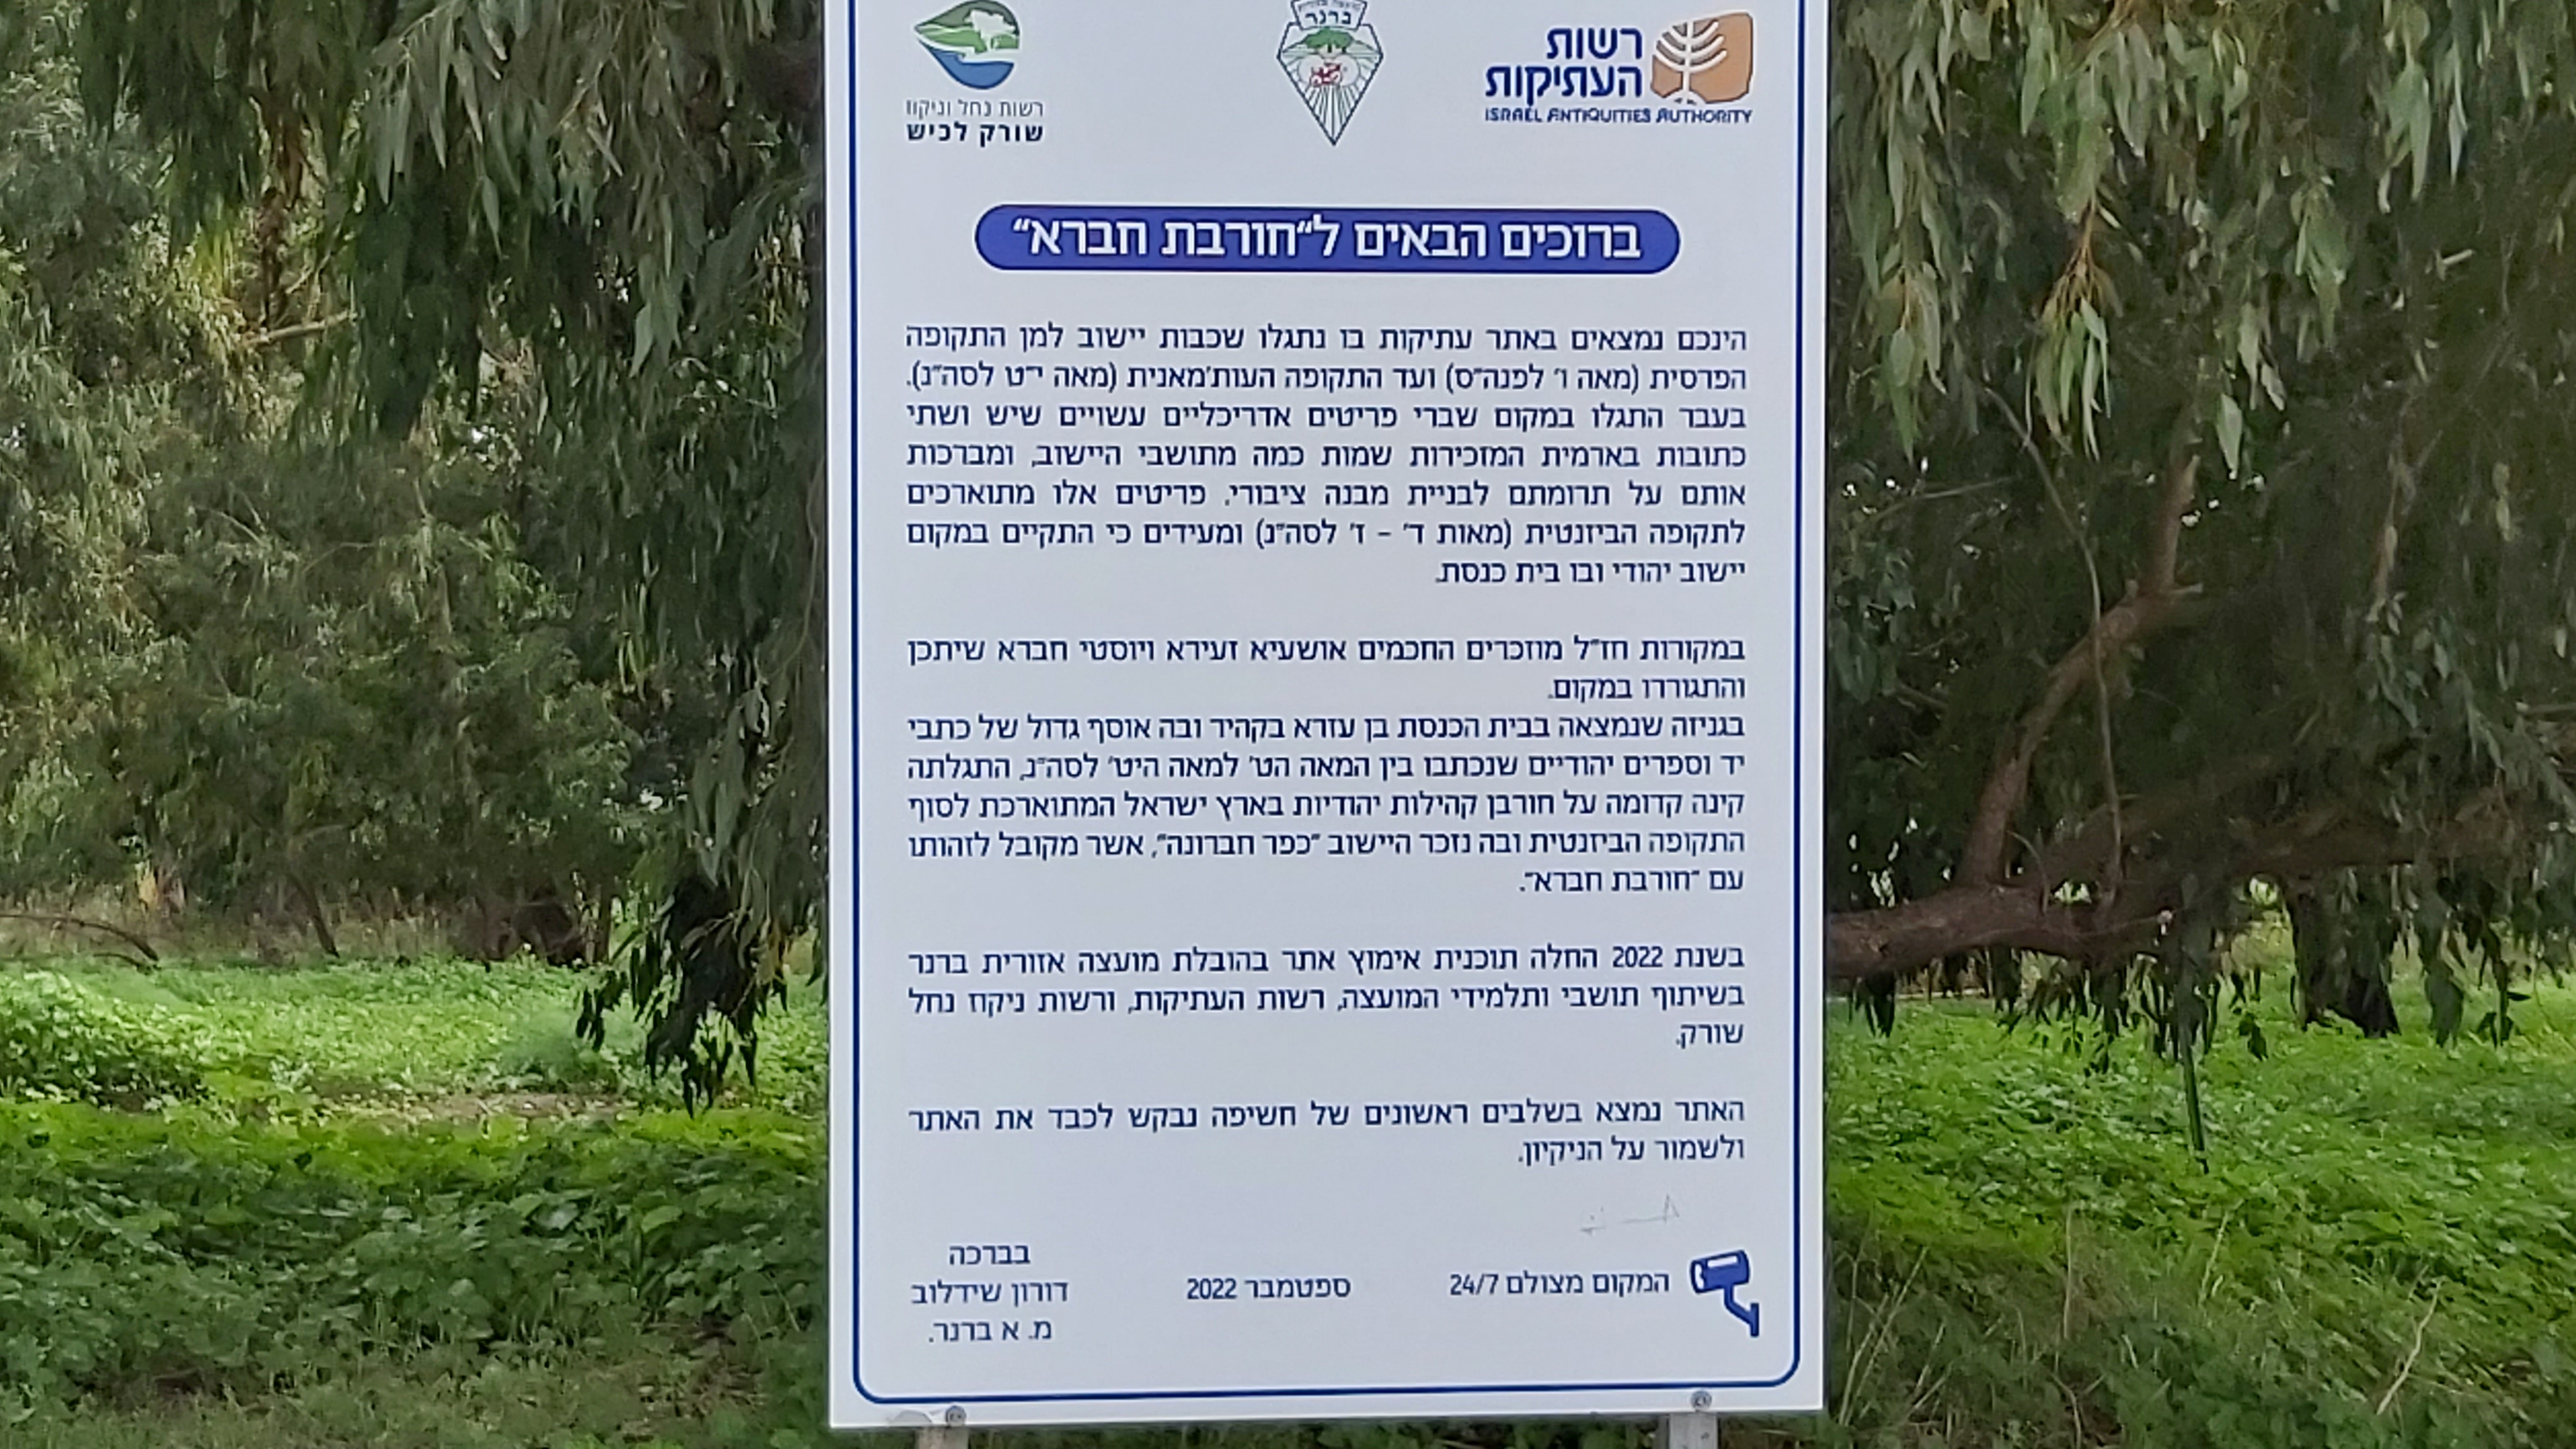 רשות
העתיקות
ISRAEL ANTIQUITIES AUTHORITY
ברנר
רשות נחל וניקוז
שורק לכיש
ברוכים הבאים ל"חורבת חברא"
הינכם נמצאים באתר עתיקות בו נתגלו שכבות יישוב למן התקופה
הפרסית (מאה ו' לפנה"ס) ועד התקופה העות'מאנית (מאה י"ט לסה"נ).
בעבר התגלו במקום שברי פריטים אדריכליים עשויים שיש ושתי
כתובות בארמית המזכירות שמות כמה מתושבי היישוב, ומברכות
אותם על תרומתם לבניית מבנה ציבורי. פריטים אלו מתוארכים
לתקופה הביזנטית (מאות ד' - ז' לסה"נ) ומעידים כי התקיים במקום
יישוב יהודי ובו בית כנסת.
במקורות חז"ל מוזכרים החכמים אושעיא זעירא ויוסטי חברא שיתכן
והתגוררו במקום.
בגניזה שנמצאה בבית הכנסת בן עזרא בקהיר ובה אוסף גדול של כתבי
יד וספרים יהודיים שנכתבו בין המאה הט' למאה היט' לסה"נ, התגלתה
קינה קדומה על חורבן קהילות יהודיות בארץ ישראל המתוארכת לסוף
התקופה הביזנטית ובה נזכר היישוב "כפר חברונה", אשר מקובל לזהותו
עם "חורבת חברא".
בשנת 2022 החלה תוכנית אימוץ אתר בהובלת מועצה אזורית ברנר
בשיתוף תושבי ותלמידי המועצה, רשות העתיקות, ורשות ניקוז נחל
שורק.
האתר נמצא בשלבים ראשונים של חשיפה נבקש לכבד את האתר
ולשמור על הניקיון.
המקום מצולם 24/7
ספטמבר 2022
בברכה
דורון שידלוב
מ. א ברנר.